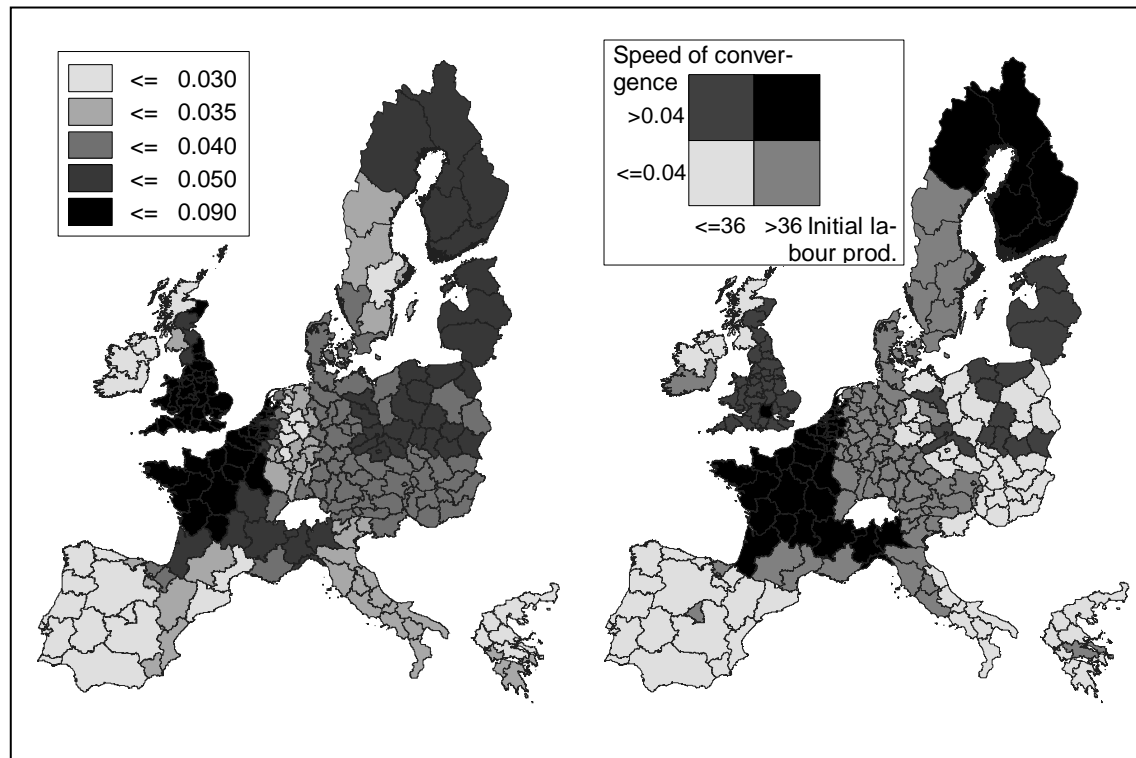 <= 0.030
<= 0.035
<= 0.040
<= 0.050
<= 0.090
Speed of conver-
gence
>0.04
<=0.04
<=36 >36 Initial la-
bour prod.